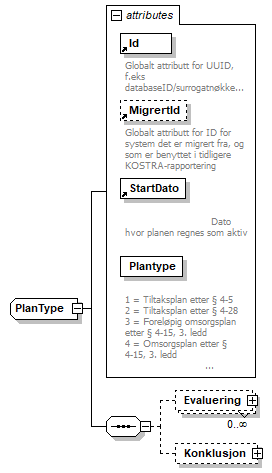 attributes
Id
Globalt attributt for UUID,
f.eks
databaseID/surrogatnøkke...
MigrertId
Globalt attributt for ID for
system det er migrert fra, og
som er benyttet i tidligere
KOSTRA-rapportering
StartDato
Dato
hvor planen regnes som aktiv
Plantype
1 = Tiltaksplan etter § 4-5
2 = Tiltaksplan etter § 4-28
3 = Foreløpig omsorgsplan
etter § 4-15, 3. ledd
4 = Omsorgsplan etter §
4-15, 3. ledd
...
PlanType
Evaluering
0..∞
Konklusjon